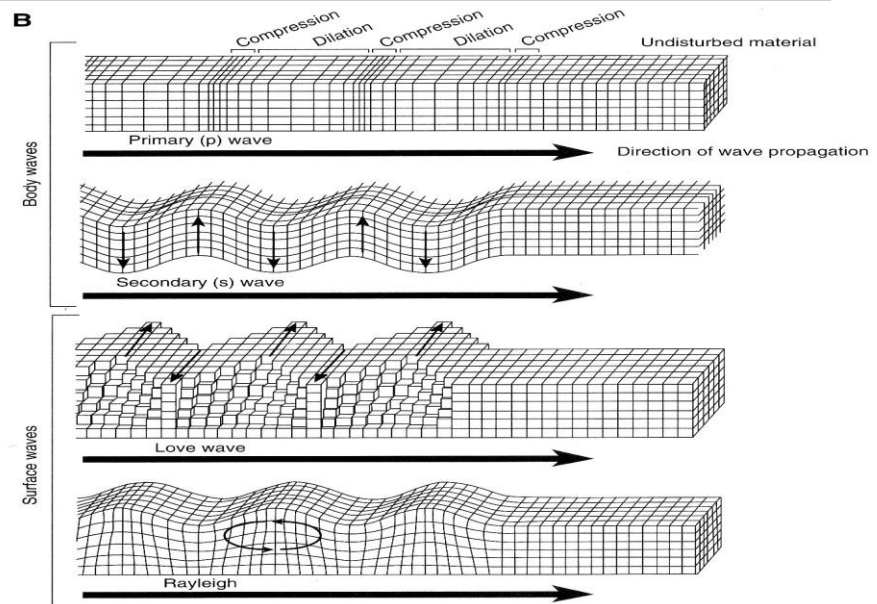 B
Compression
Dilation
Compression
Dilation
Compression
Undisturbed material
Body waves
Primary (p) wave
Direction of wave propagation
Secondary (s) wave
Surface waves
Love wave
Rayleigh